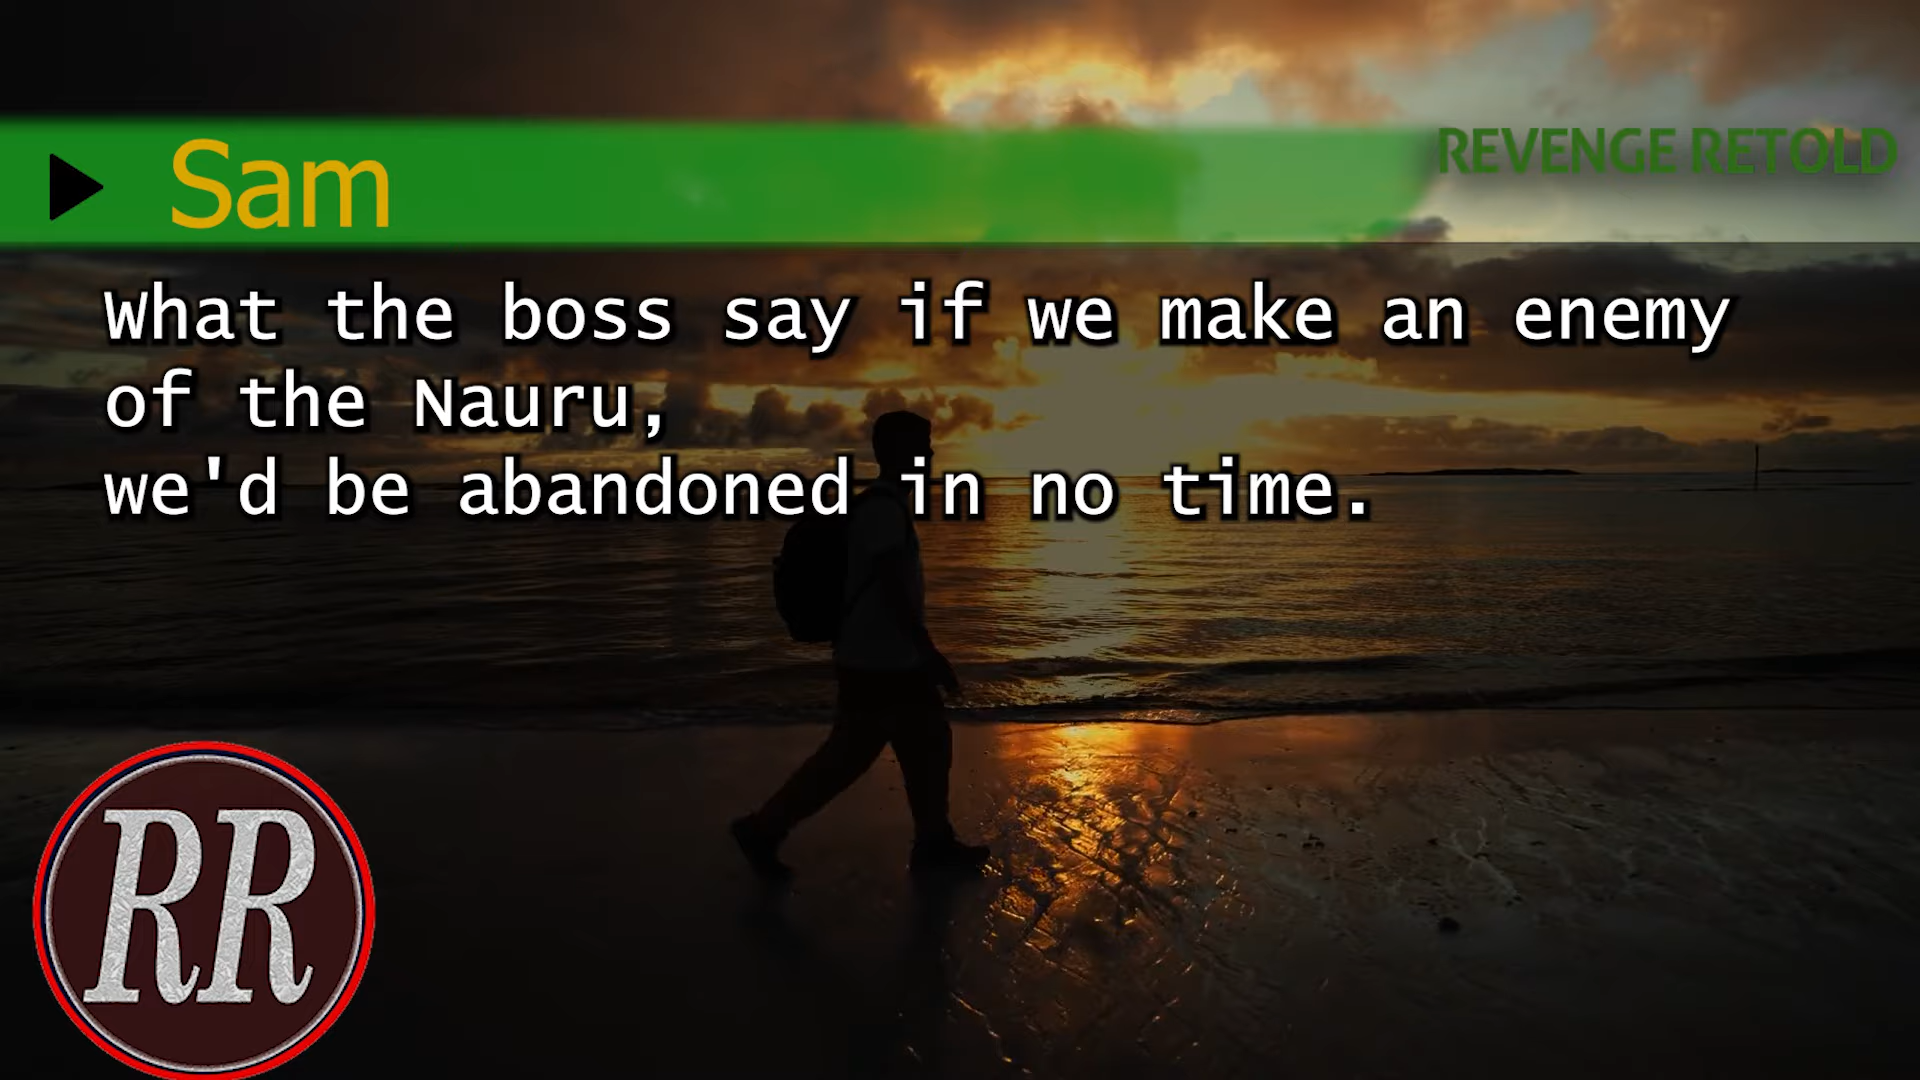 REVENGE RETOLD
Sam
What the boss say if we make an enemy
of the Nauru,
we'd be abandoned in no time.
RR